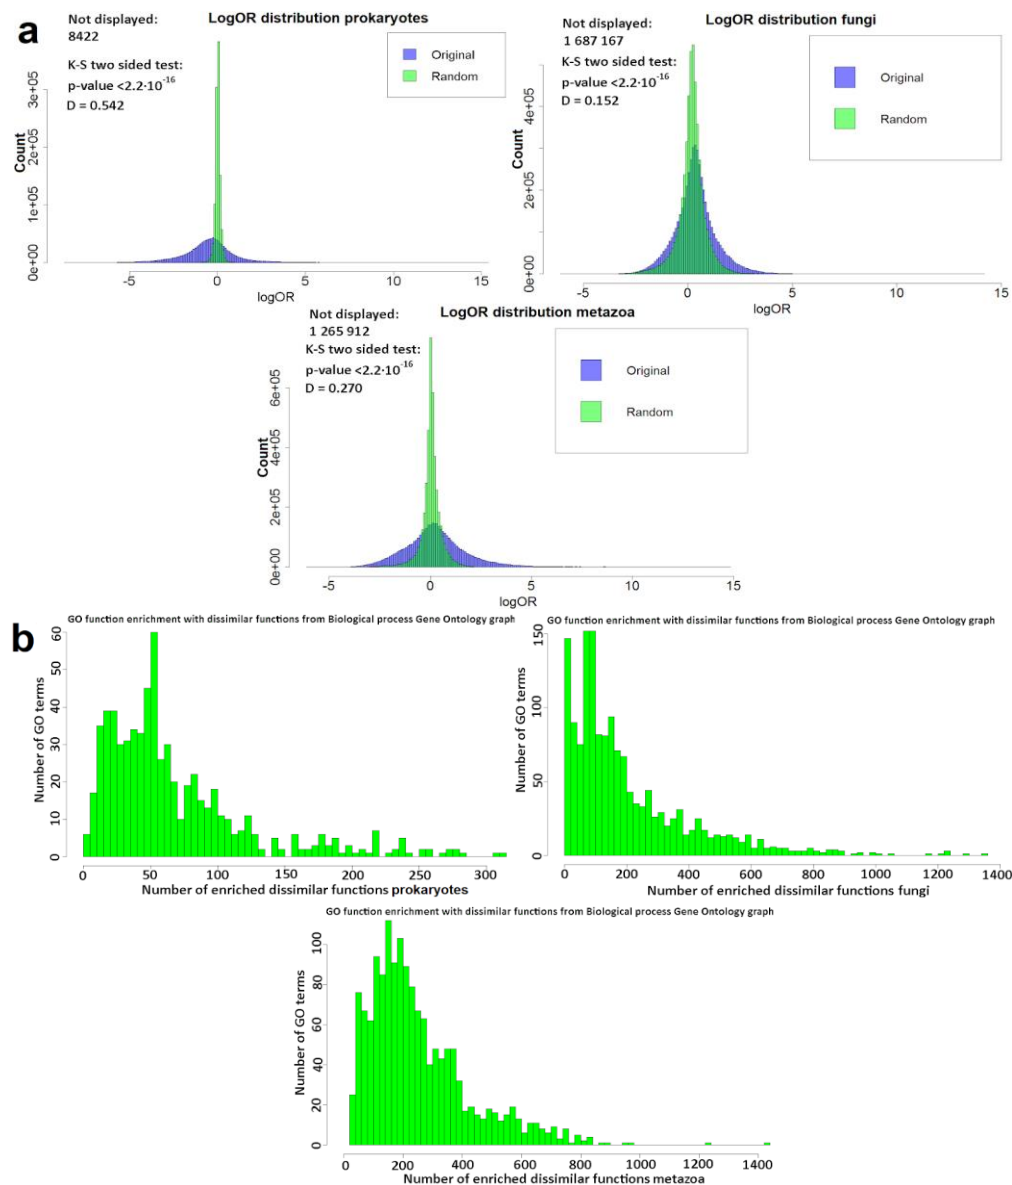 a
Not displayed:
8422
K-S two sided test:
p-value <2.2·10^-16
D = 0.542
LogOR distribution prokaryotes
Original
Random
Count
0e+00 1e+05 2e+05 3e+05
-5 0 5 10 15
logOR
Not displayed:
1 687 167
K-S two sided test:
p-value <2.2·10^-16
D = 0.152
LogOR distribution fungi
Original
Random
Count
0e+00 2e+05 4e+05
-5 0 5 10 15
logOR
Not displayed:
1 265 912
K-S two sided test:
p-value <2.2·10^-16
D = 0.270
LogOR distribution metazoa
Original
Random
Count
0e+00 2e+05 4e+05 6e+05
-5 0 5 10 15
logOR
b
GO function enrichment with dissimilar functions from Biological process Gene Ontology graph
Number of GO terms
0 10 20 30 40 50 60
0 50 100 150 200 250 300
Number of enriched dissimilar functions prokaryotes
GO function enrichment with dissimilar functions from Biological process Gene Ontology graph
Number of GO terms
0 50 100 150
0 200 400 600 800 1000 1200 1400
Number of enriched dissimilar functions fungi
GO function enrichment with dissimilar functions from Biological process Gene Ontology graph
Number of GO terms
0 20 40 60 80 100
0 200 400 600 800 1000 1200 1400
Number of enriched dissimilar functions metazoa